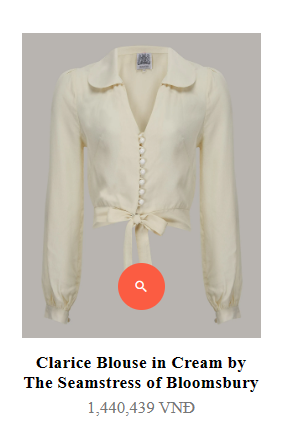 Clarice Blouse in Cream by
The Seamstress of Bloomsbury
1,440,439 VNĐ